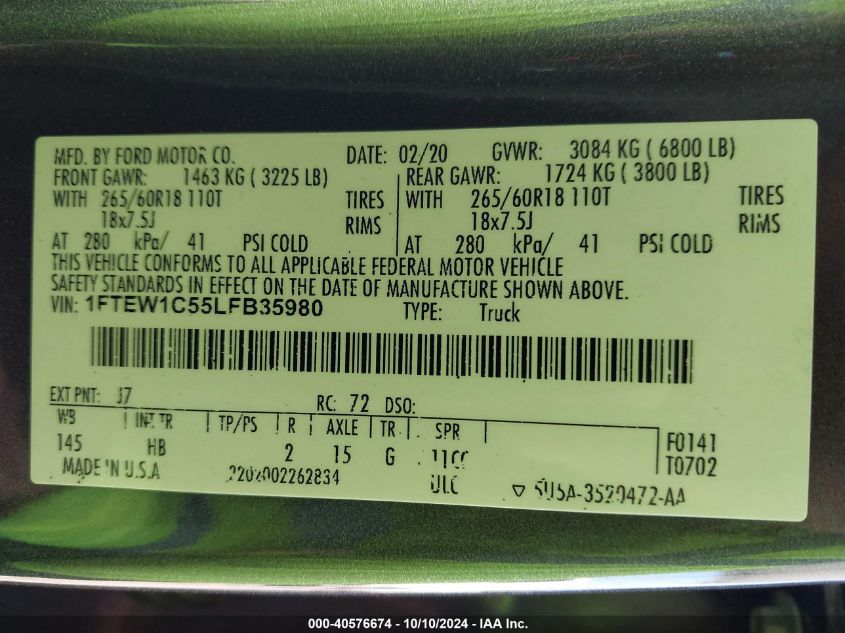 MFD. BY FORD MOTOR CO. DATE: 02/20 GVWR: 3084 KG ( 6800 LB)
FRONT GAWR: 1463 KG ( 3225 LB) REAR GAWR: 1724 KG ( 3800 LB)
WITH 265/60R18 110T TIRES WITH 265/60R18 110T TIRES
18x7.5J RIMS 18x7.5J RIMS
AT 280 kPa/ 41 PSI COLD AT 280 kPa/ 41 PSI COLD
THIS VEHICLE CONFORMS TO ALL APPLICABLE FEDERAL MOTOR VEHICLE
SAFETY STANDARDS IN EFFECT ON THE DATE OF MANUFACTURE SHOWN ABOVE.
VIN: 1FTEW1C55LFB35980 TYPE: Truck
EXT PNT: J7 RC: 72 DSO:
WB INT TR TP/PS R AXLE TR SPR F0141
145 HB 2 15 G T0702
MADE IN U.S.A
000-40576674 - 10/10/2024 - IAA Inc.